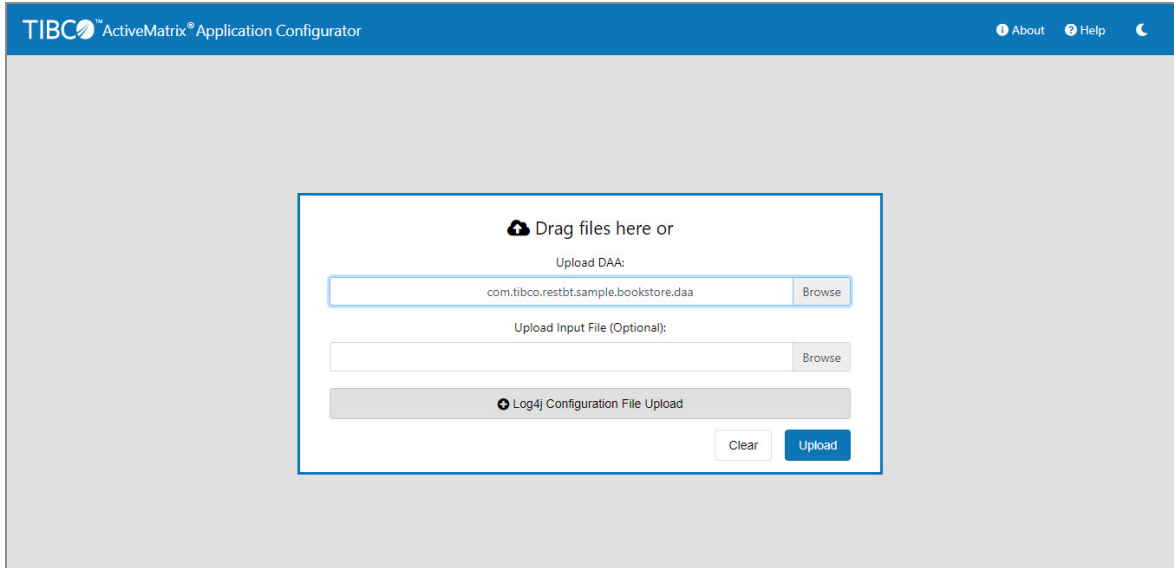 TIBCO™ ActiveMatrix® Application Configurator About Help
Drag files here or
Upload DAA:
com.tibco.restbt.sample.bookstore.daa Browse
Upload Input File (Optional):
Browse
Log4j Configuration File Upload
Clear Upload